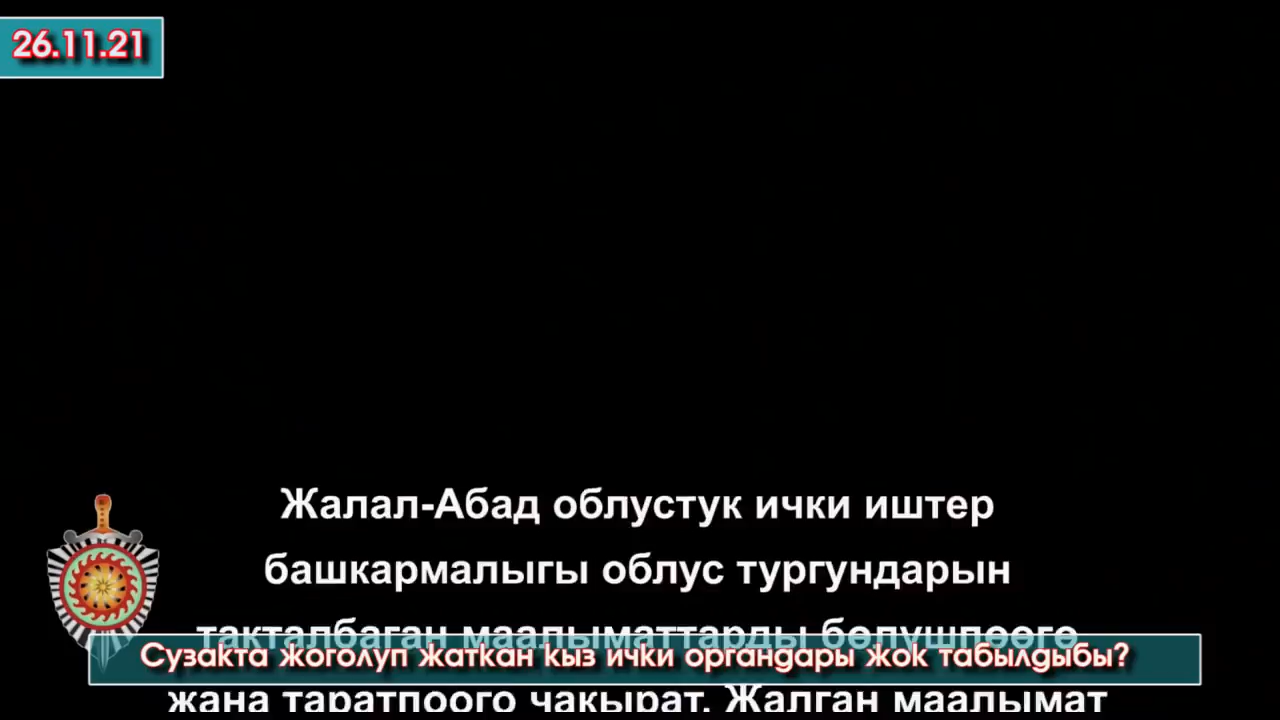 26.11.21
Жалал-Абад облустук ички иштер
башкармалыгы облус тургундарын
такталбаган маалыматтарды бөлүшпөөгө
Сузакта жоголуп жаткан кыз ички органдары жок табылдыбы?
жана таратпоого чакырат. Жалган маалымат